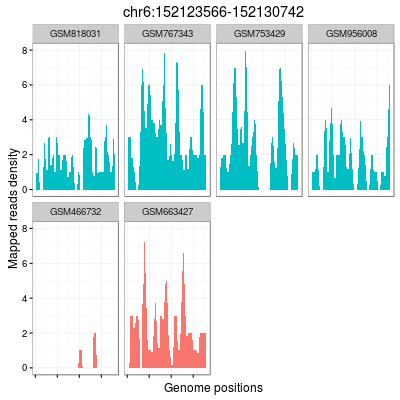 chr6:152123566-152130742
GSM818031 GSM767343 GSM753429 GSM956008
8
6
4
2
0
GSM466732 GSM663427
8
6
4
2
0
Mapped reads density
Genome positions